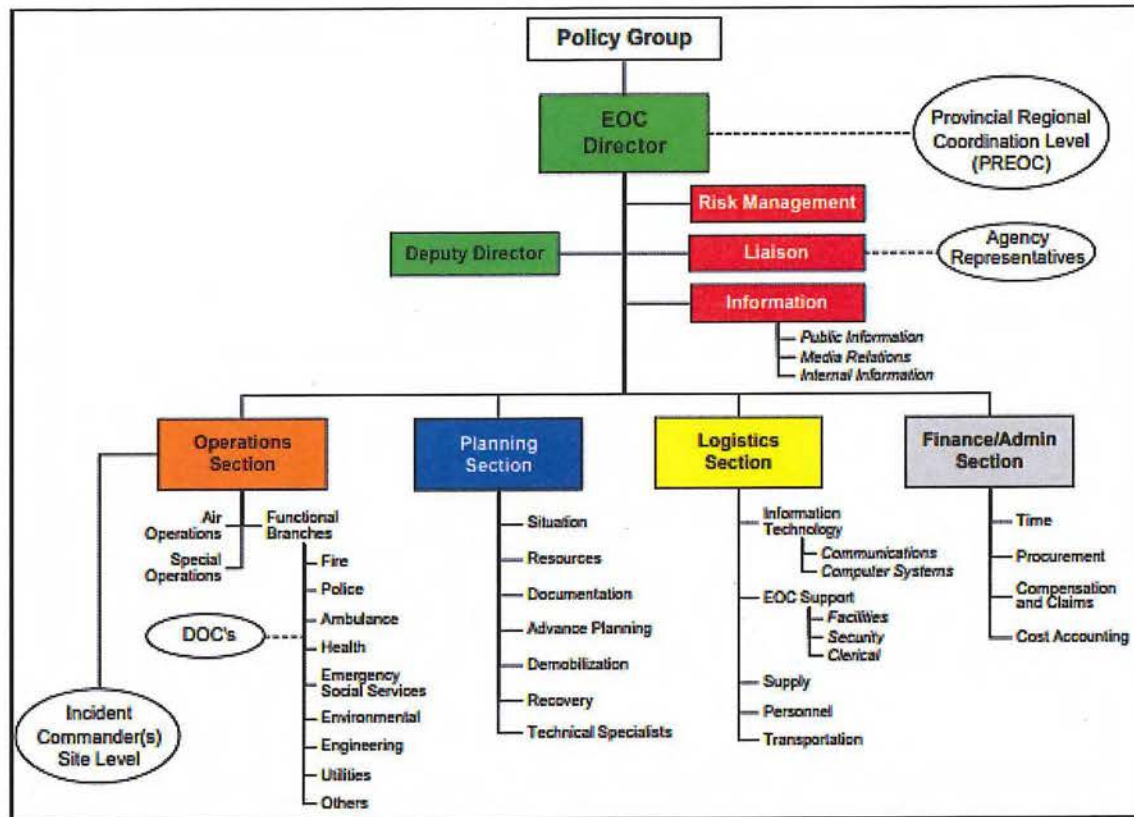 Policy Group
EOC
Director
Provincial Regional
Coordination Level
(PREOC)
Risk Management
Deputy Director
Liaison
Agency
Representatives
Information
Public Information
Media Relations
Internal Information
Operations
Section
Planning
Section
Logistics
Section
Finance/Admin
Section
Air
Operations
Special
Operations
Functional
Branches
Fire
Police
Ambulance
Health
Emergency
Social Services
Environmental
Engineering
Utilities
Others
DOC's
Incident
Commander(s)
Site Level
Situation
Resources
Documentation
Advance Planning
Demobilization
Recovery
Technical Specialists
Information
Technology
Communications
Computer Systems
EOC Support
Facilities
Security
Clerical
Supply
Personnel
Transportation
Time
Procurement
Compensation
and Claims
Cost Accounting